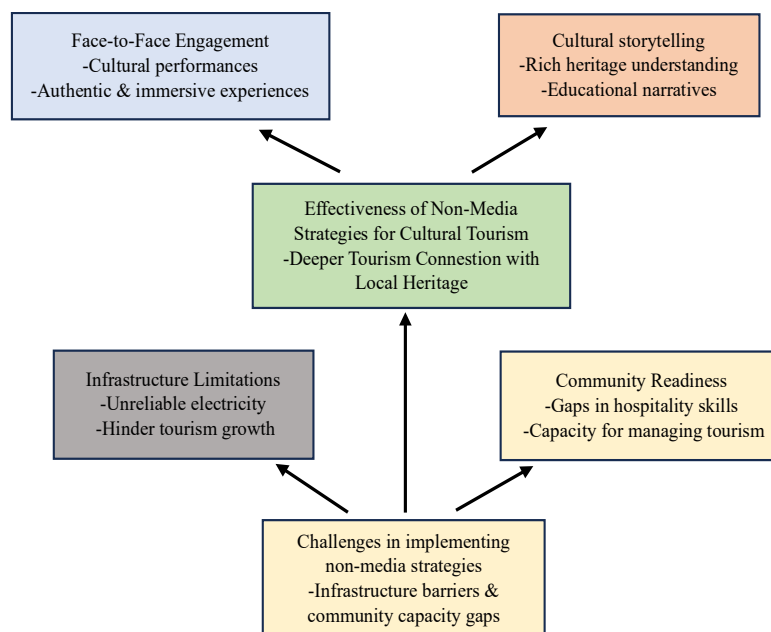 Face-to-Face Engagement
-Cultural performances
-Authentic & immersive experiences
Cultural storytelling
-Rich heritage understanding
-Educational narratives
Effectiveness of Non-Media
Strategies for Cultural Tourism
-Deeper Tourism Connestion with
Local Heritage
Infrastructure Limitations
-Unreliable electricity
-Hinder tourism growth
Community Readiness
-Gaps in hospitality skills
-Capacity for managing tourism
Challenges in implementing
non-media strategies
-Infrastructure barriers &
community capacity gaps